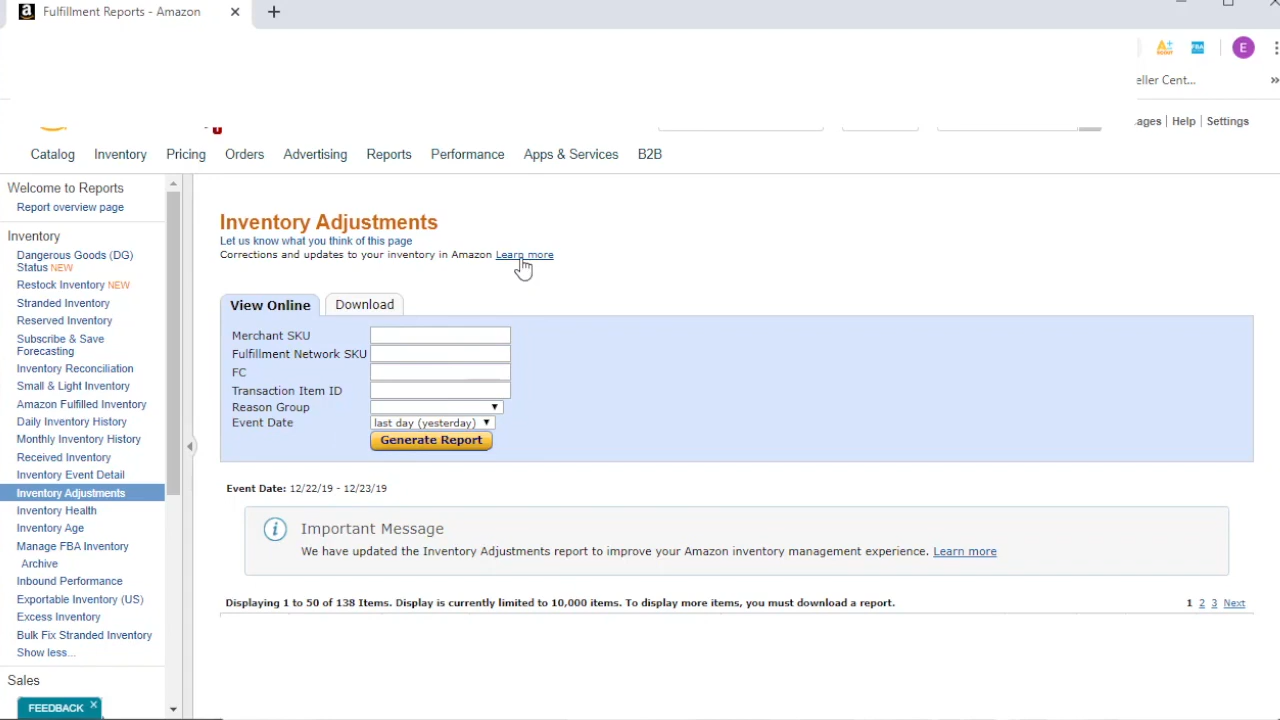 Fulfillment Reports - Amazon
eller Cent...
ages | Help | Settings
Catalog Inventory Pricing Orders Advertising Reports Performance Apps & Services B2B
Welcome to Reports
Report overview page
Inventory
Dangerous Goods (DG)
Status NEW
Restock Inventory NEW
Stranded Inventory
Reserved Inventory
Subscribe & Save
Forecasting
Inventory Reconciliation
Small & Light Inventory
Amazon Fulfilled Inventory
Daily Inventory History
Monthly Inventory History
Received Inventory
Inventory Event Detail
Inventory Adjustments
Inventory Health
Inventory Age
Manage FBA Inventory
Archive
Inbound Performance
Exportable Inventory (US)
Excess Inventory
Bulk Fix Stranded Inventory
Show less...
Sales
FEEDBACK
Inventory Adjustments
Let us know what you think of this page
Corrections and updates to your inventory in Amazon Learn more
View Online Download
Merchant SKU
Fulfillment Network SKU
FC
Transaction Item ID
Reason Group
Event Date last day (yesterday)
Generate Report
Event Date: 12/22/19 - 12/23/19
Important Message
We have updated the Inventory Adjustments report to improve your Amazon inventory management experience. Learn more
Displaying 1 to 50 of 138 Items. Display is currently limited to 10,000 items. To display more items, you must download a report. 1 2 3 Next
A+
SCOUT
FBA
E